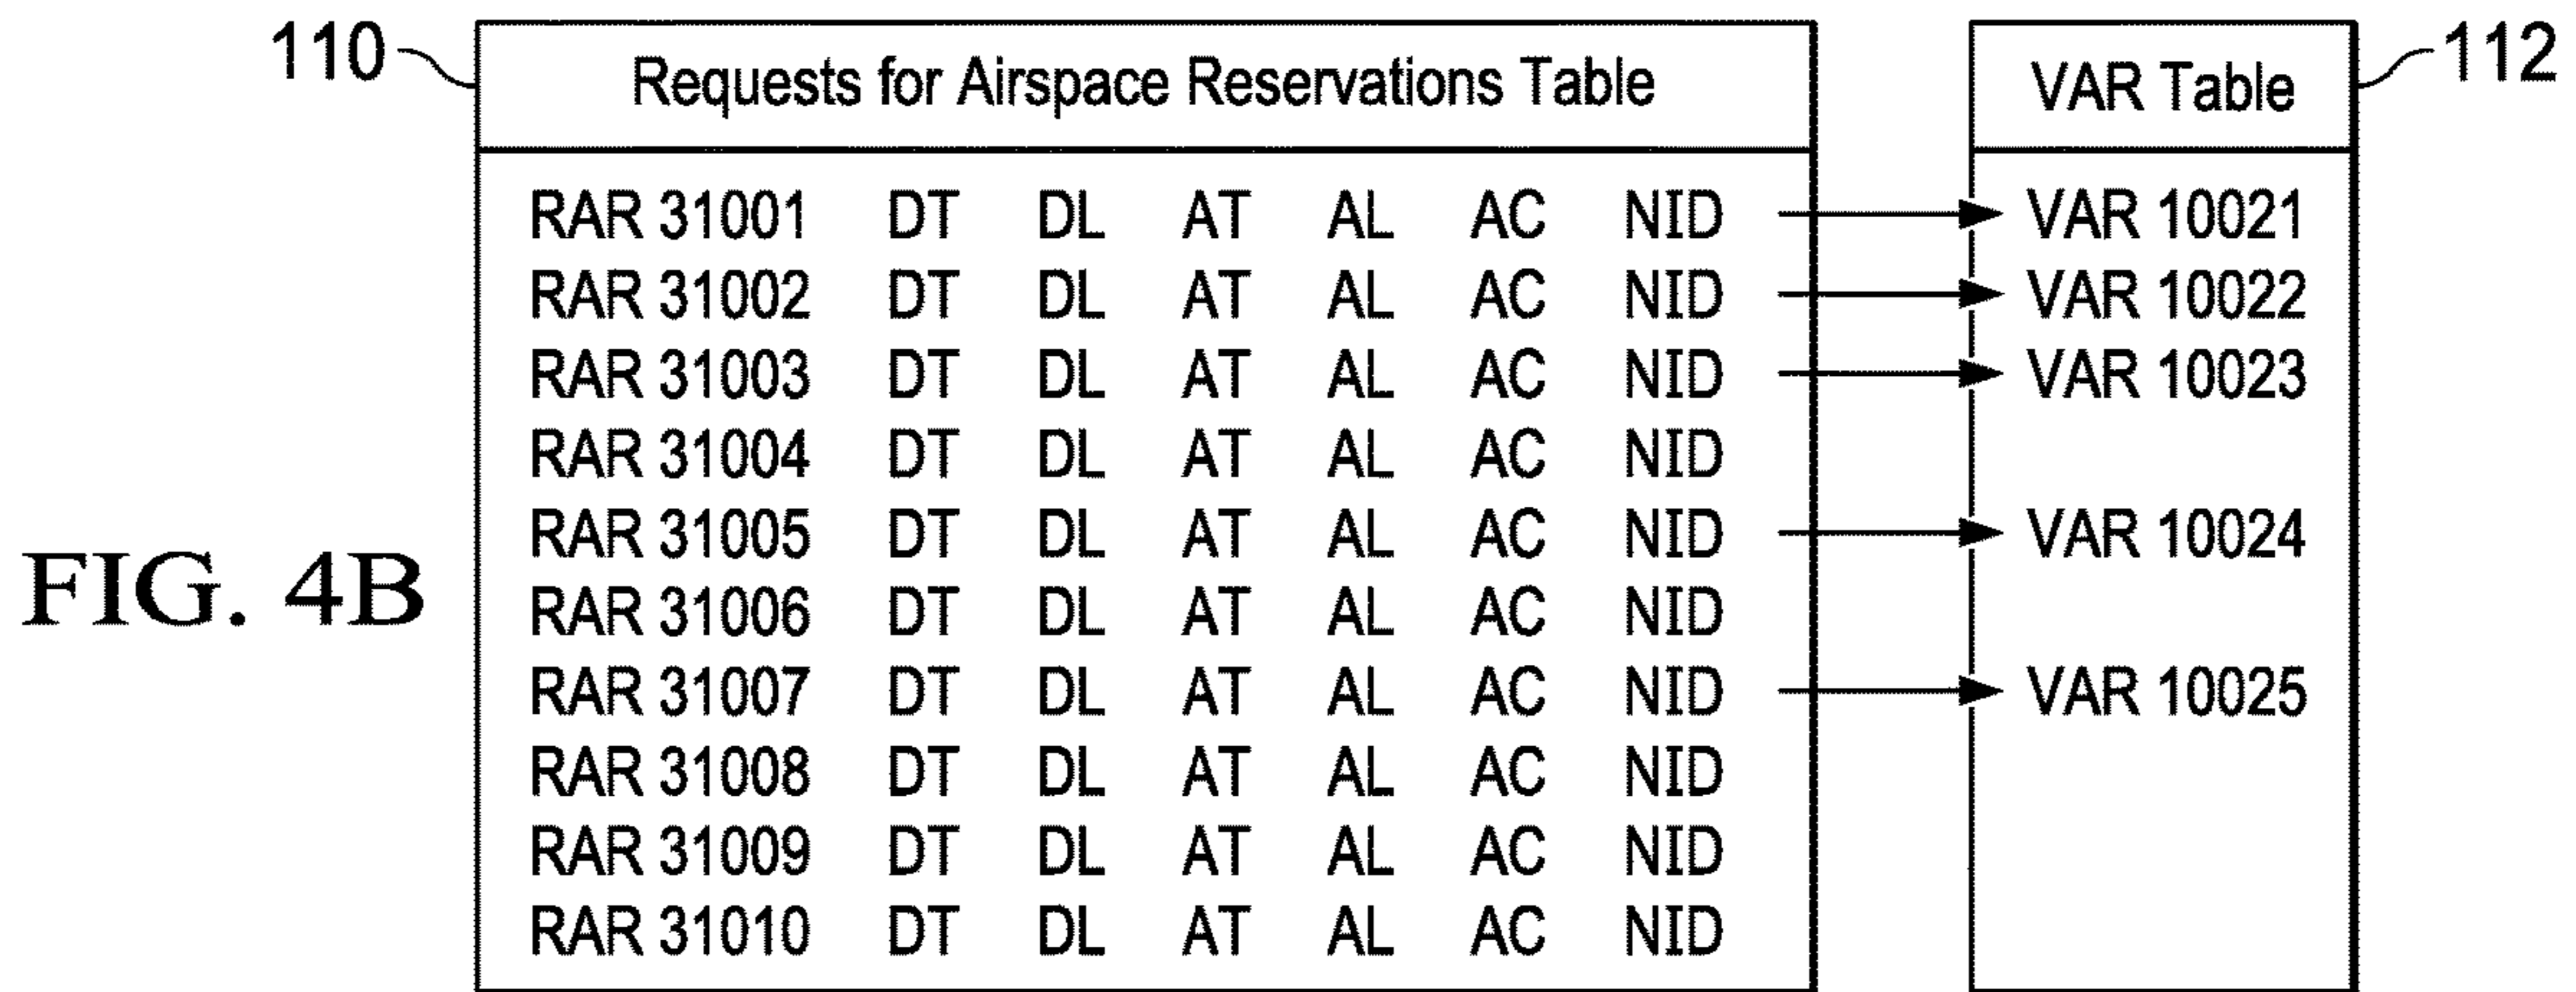 110 Requests for Airspace Reservations Table VAR Table 112
RAR 31001 DT DL AT AL AC NID VAR 10021
RAR 31002 DT DL AT AL AC NID VAR 10022
RAR 31003 DT DL AT AL AC NID VAR 10023
RAR 31004 DT DL AT AL AC NID
RAR 31005 DT DL AT AL AC NID VAR 10024
FIG. 4B
RAR 31006 DT DL AT AL AC NID
RAR 31007 DT DL AT AL AC NID VAR 10025
RAR 31008 DT DL AT AL AC NID
RAR 31009 DT DL AT AL AC NID
RAR 31010 DT DL AT AL AC NID